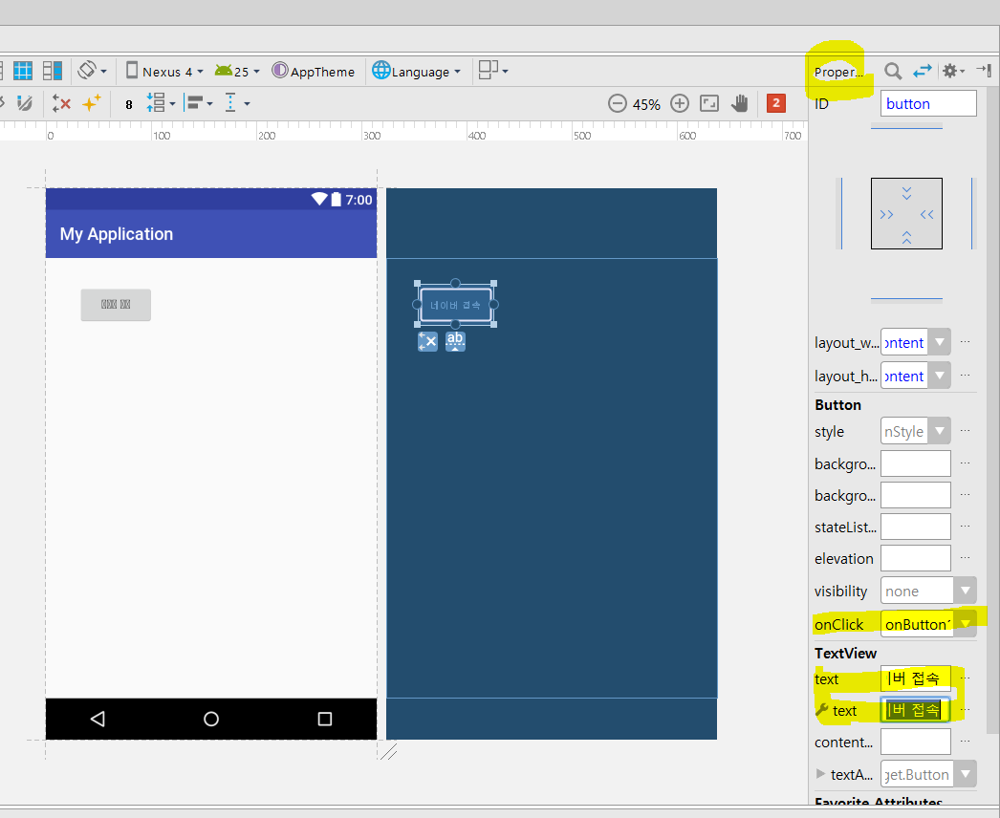 Nexus 4 25 AppTheme Language
Proper...
8
45% 2
ID button
0 100 200 300 400 500 600 700
7:00
My Application
네이버 접속
ab
layout_w... ontent ...
layout_h... ontent ...
Button
style nStyle ...
backgro... ...
backgro... ...
stateList... ...
elevation ...
visibility none
onClick onButton1
TextView
text 버 접속 ...
text 버 접속 ...
content... ...
textA... get.Button
Favorite Attributes